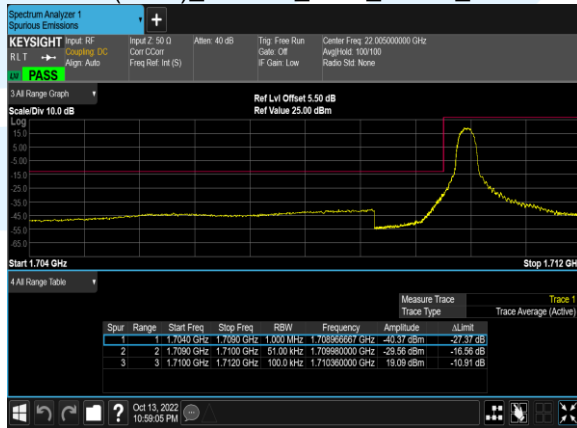 Spectrum Analyzer 1
Spurious Emissions
KEYSIGHT Input: RF Input Z: 50 Ω Atten: 40 dB Trig: Free Run Center Freq: 22.005000000 GHz
RLT Coupling: DC Corr CCorr Gate: Off Avg|Hold: 100/100
Align: Auto Freq Ref: Int (S) IF Gain: Low Radio Std: None
PASS
3 All Range Graph
Ref Lvl Offset 5.50 dB
Scale/Div 10.0 dB Ref Value 25.00 dBm
Log
15.0
5.00
-5.00
-15.0
-25.0
-35.0
-45.0
-55.0
-65.0
Start 1.704 GHz Stop 1.712 GH
4 All Range Table
Measure Trace Trace 1
Trace Type Trace Average (Active)
Spur Range Start Freq Stop Freq RBW Frequency Amplitude ΔLimit
1 1 1.7040 GHz 1.7090 GHz 1.000 MHz 1.708966667 GHz -40.37 dBm -27.37 dB
2 2 1.7090 GHz 1.7100 GHz 51.00 kHz 1.709980000 GHz -29.56 dBm -16.56 dB
3 3 1.7100 GHz 1.7120 GHz 100.0 kHz 1.710360000 GHz 19.09 dBm -10.91 dB
Oct 13, 2022
10:59:05 PM